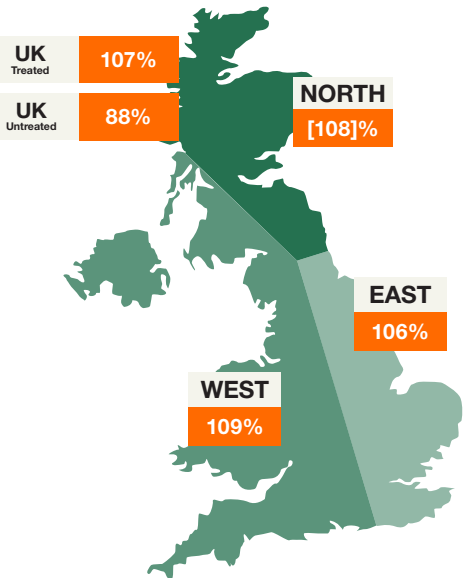 UK
Treated
107%
UK
Untreated
88%
NORTH
[108]%
EAST
106%
WEST
109%